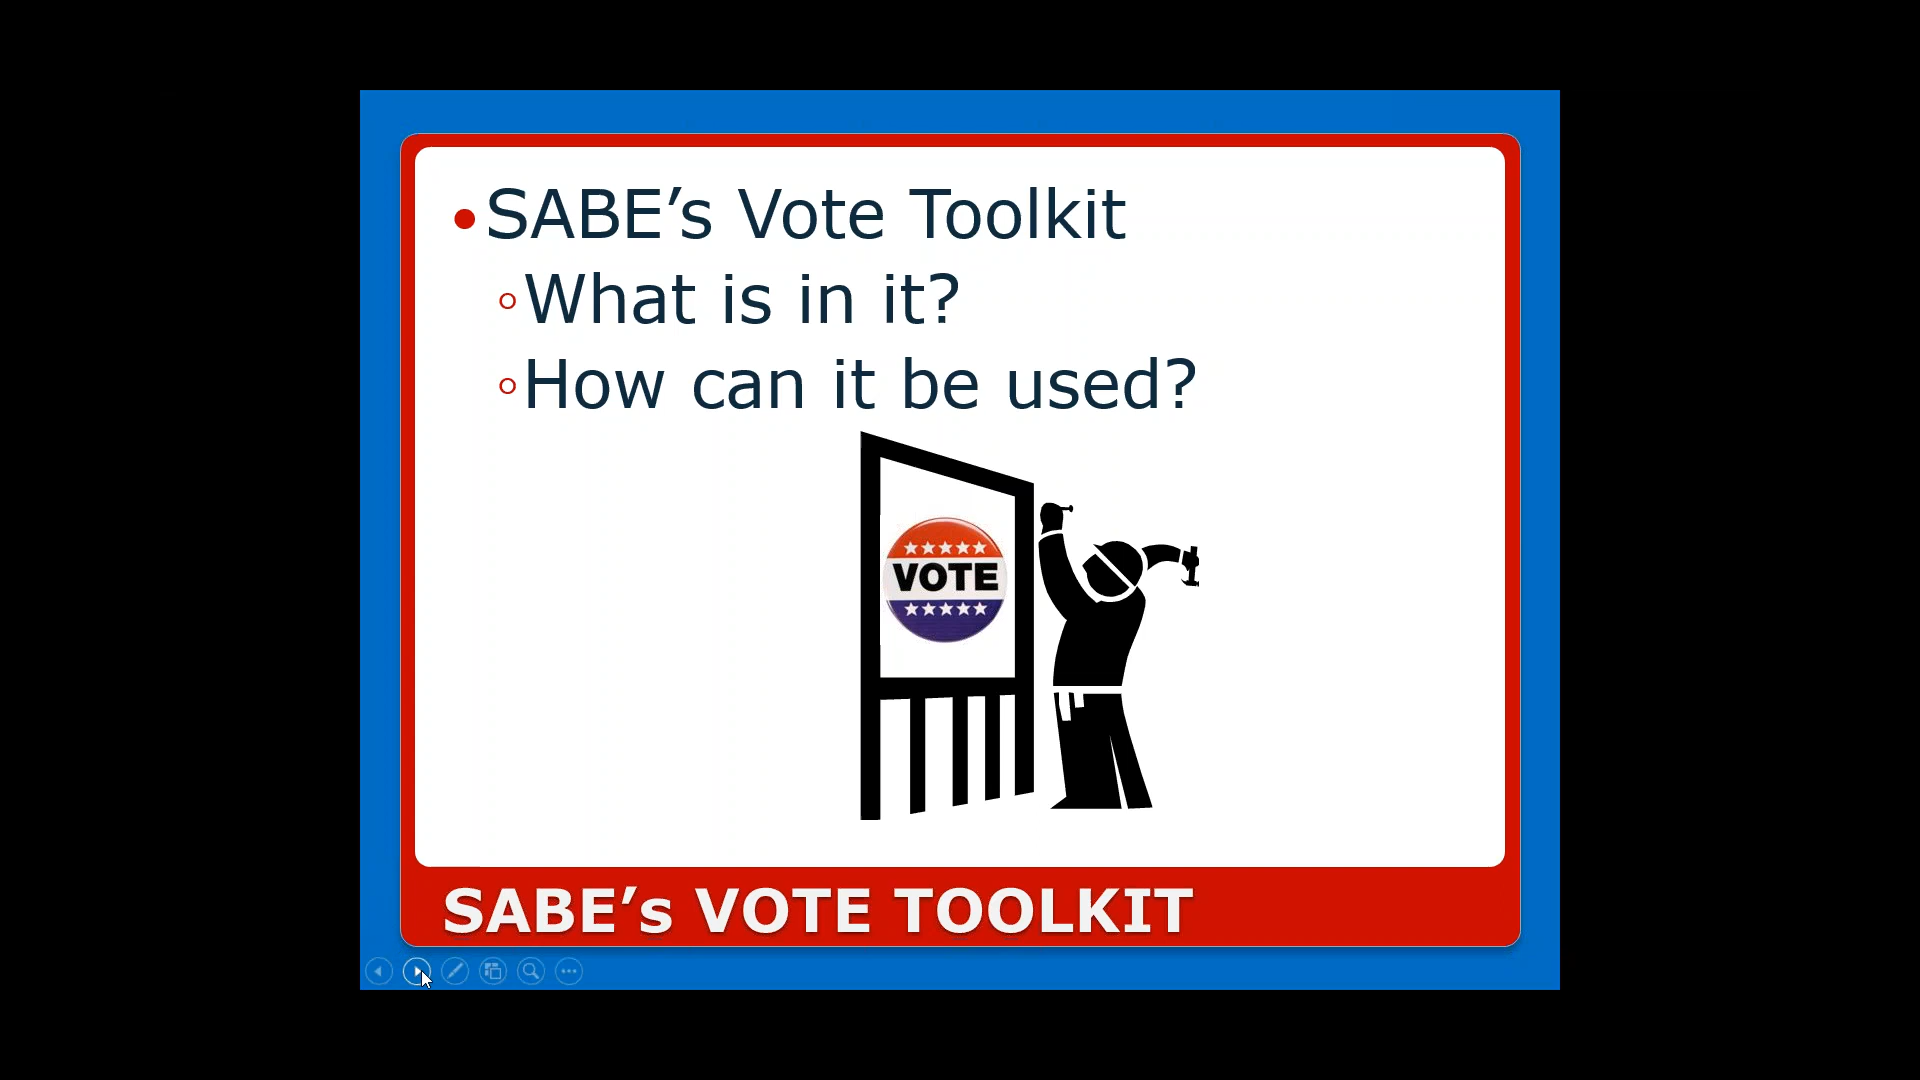 SABE’s Vote Toolkit
What is in it?
How can it be used?
VOTE
SABE’s VOTE TOOLKIT